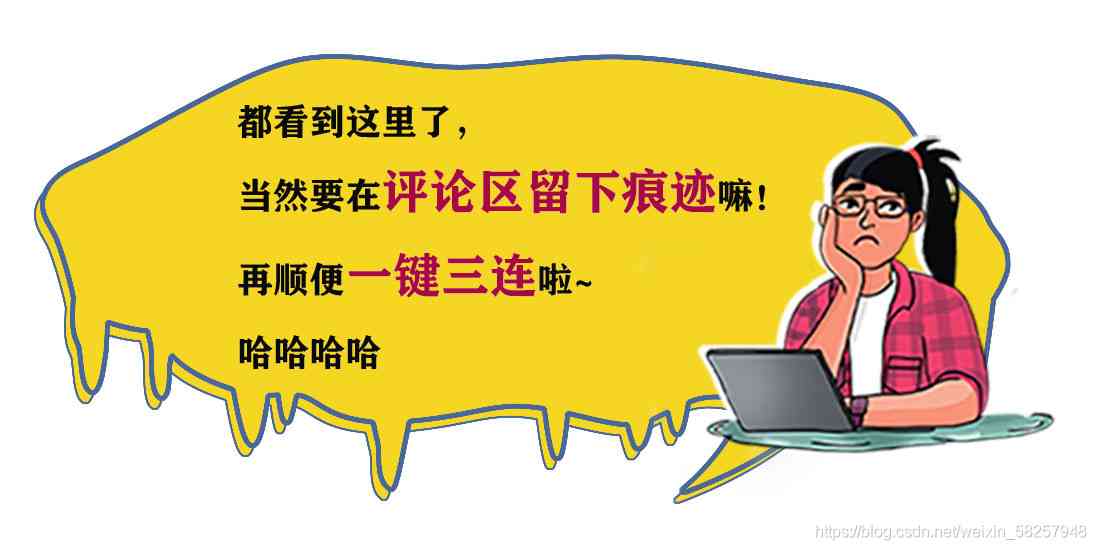 都看到这里了，
当然要在评论区留下痕迹嘛！
再顺便一键三连啦~
哈哈哈哈
https://blog.csdn.net/weixin_58257948